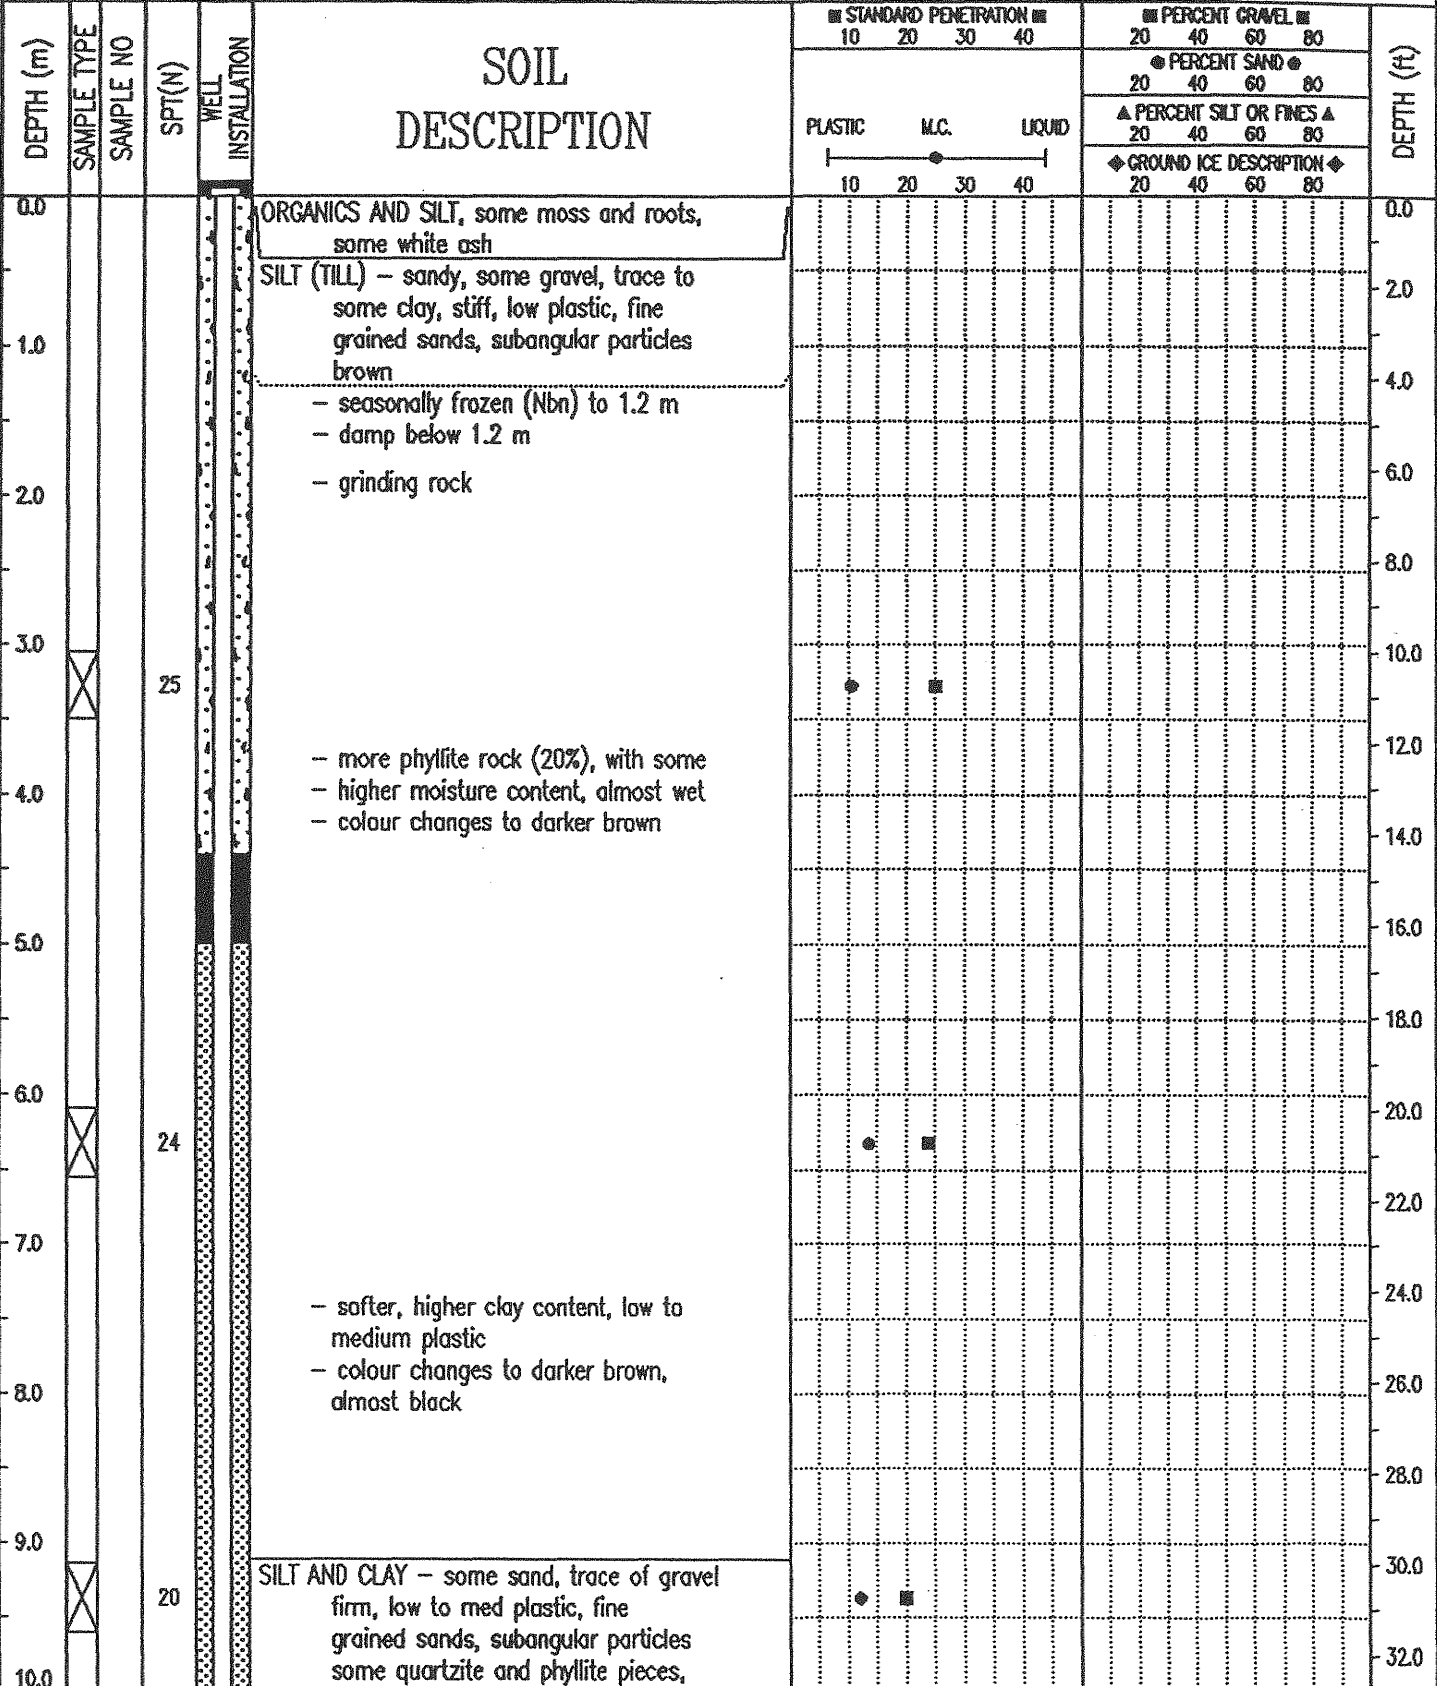 DEPTH (m)
SAMPLE TYPE
SAMPLE NO
SPT(N)
WELL
INSTALLATION
SOIL
DESCRIPTION
■ STANDARD PENETRATION ■
10 20 30 40
PLASTIC M.C. LIQUID
10 20 30 40
■ PERCENT GRAVEL ■
20 40 60 80
● PERCENT SAND ●
20 40 60 80
▲ PERCENT SILT OR FINES ▲
20 40 60 80
◆ GROUND ICE DESCRIPTION ◆
20 40 60 80
DEPTH (ft)
0.0
1.0
2.0
3.0
4.0
5.0
6.0
7.0
8.0
9.0
10.0
25
24
20
ORGANICS AND SILT, some moss and roots,
some white ash
SILT (TILL) – sandy, some gravel, trace to
some clay, stiff, low plastic, fine
grained sands, subangular particles
brown
– seasonally frozen (Nbn) to 1.2 m
– damp below 1.2 m
– grinding rock
– more phyllite rock (20%), with some
– higher moisture content, almost wet
– colour changes to darker brown
– softer, higher clay content, low to
medium plastic
– colour changes to darker brown,
almost black
SILT AND CLAY – some sand, trace of gravel
firm, low to med plastic, fine
grained sands, subangular particles
some quartzite and phyllite pieces,
0.0
2.0
4.0
6.0
8.0
10.0
12.0
14.0
16.0
18.0
20.0
22.0
24.0
26.0
28.0
30.0
32.0